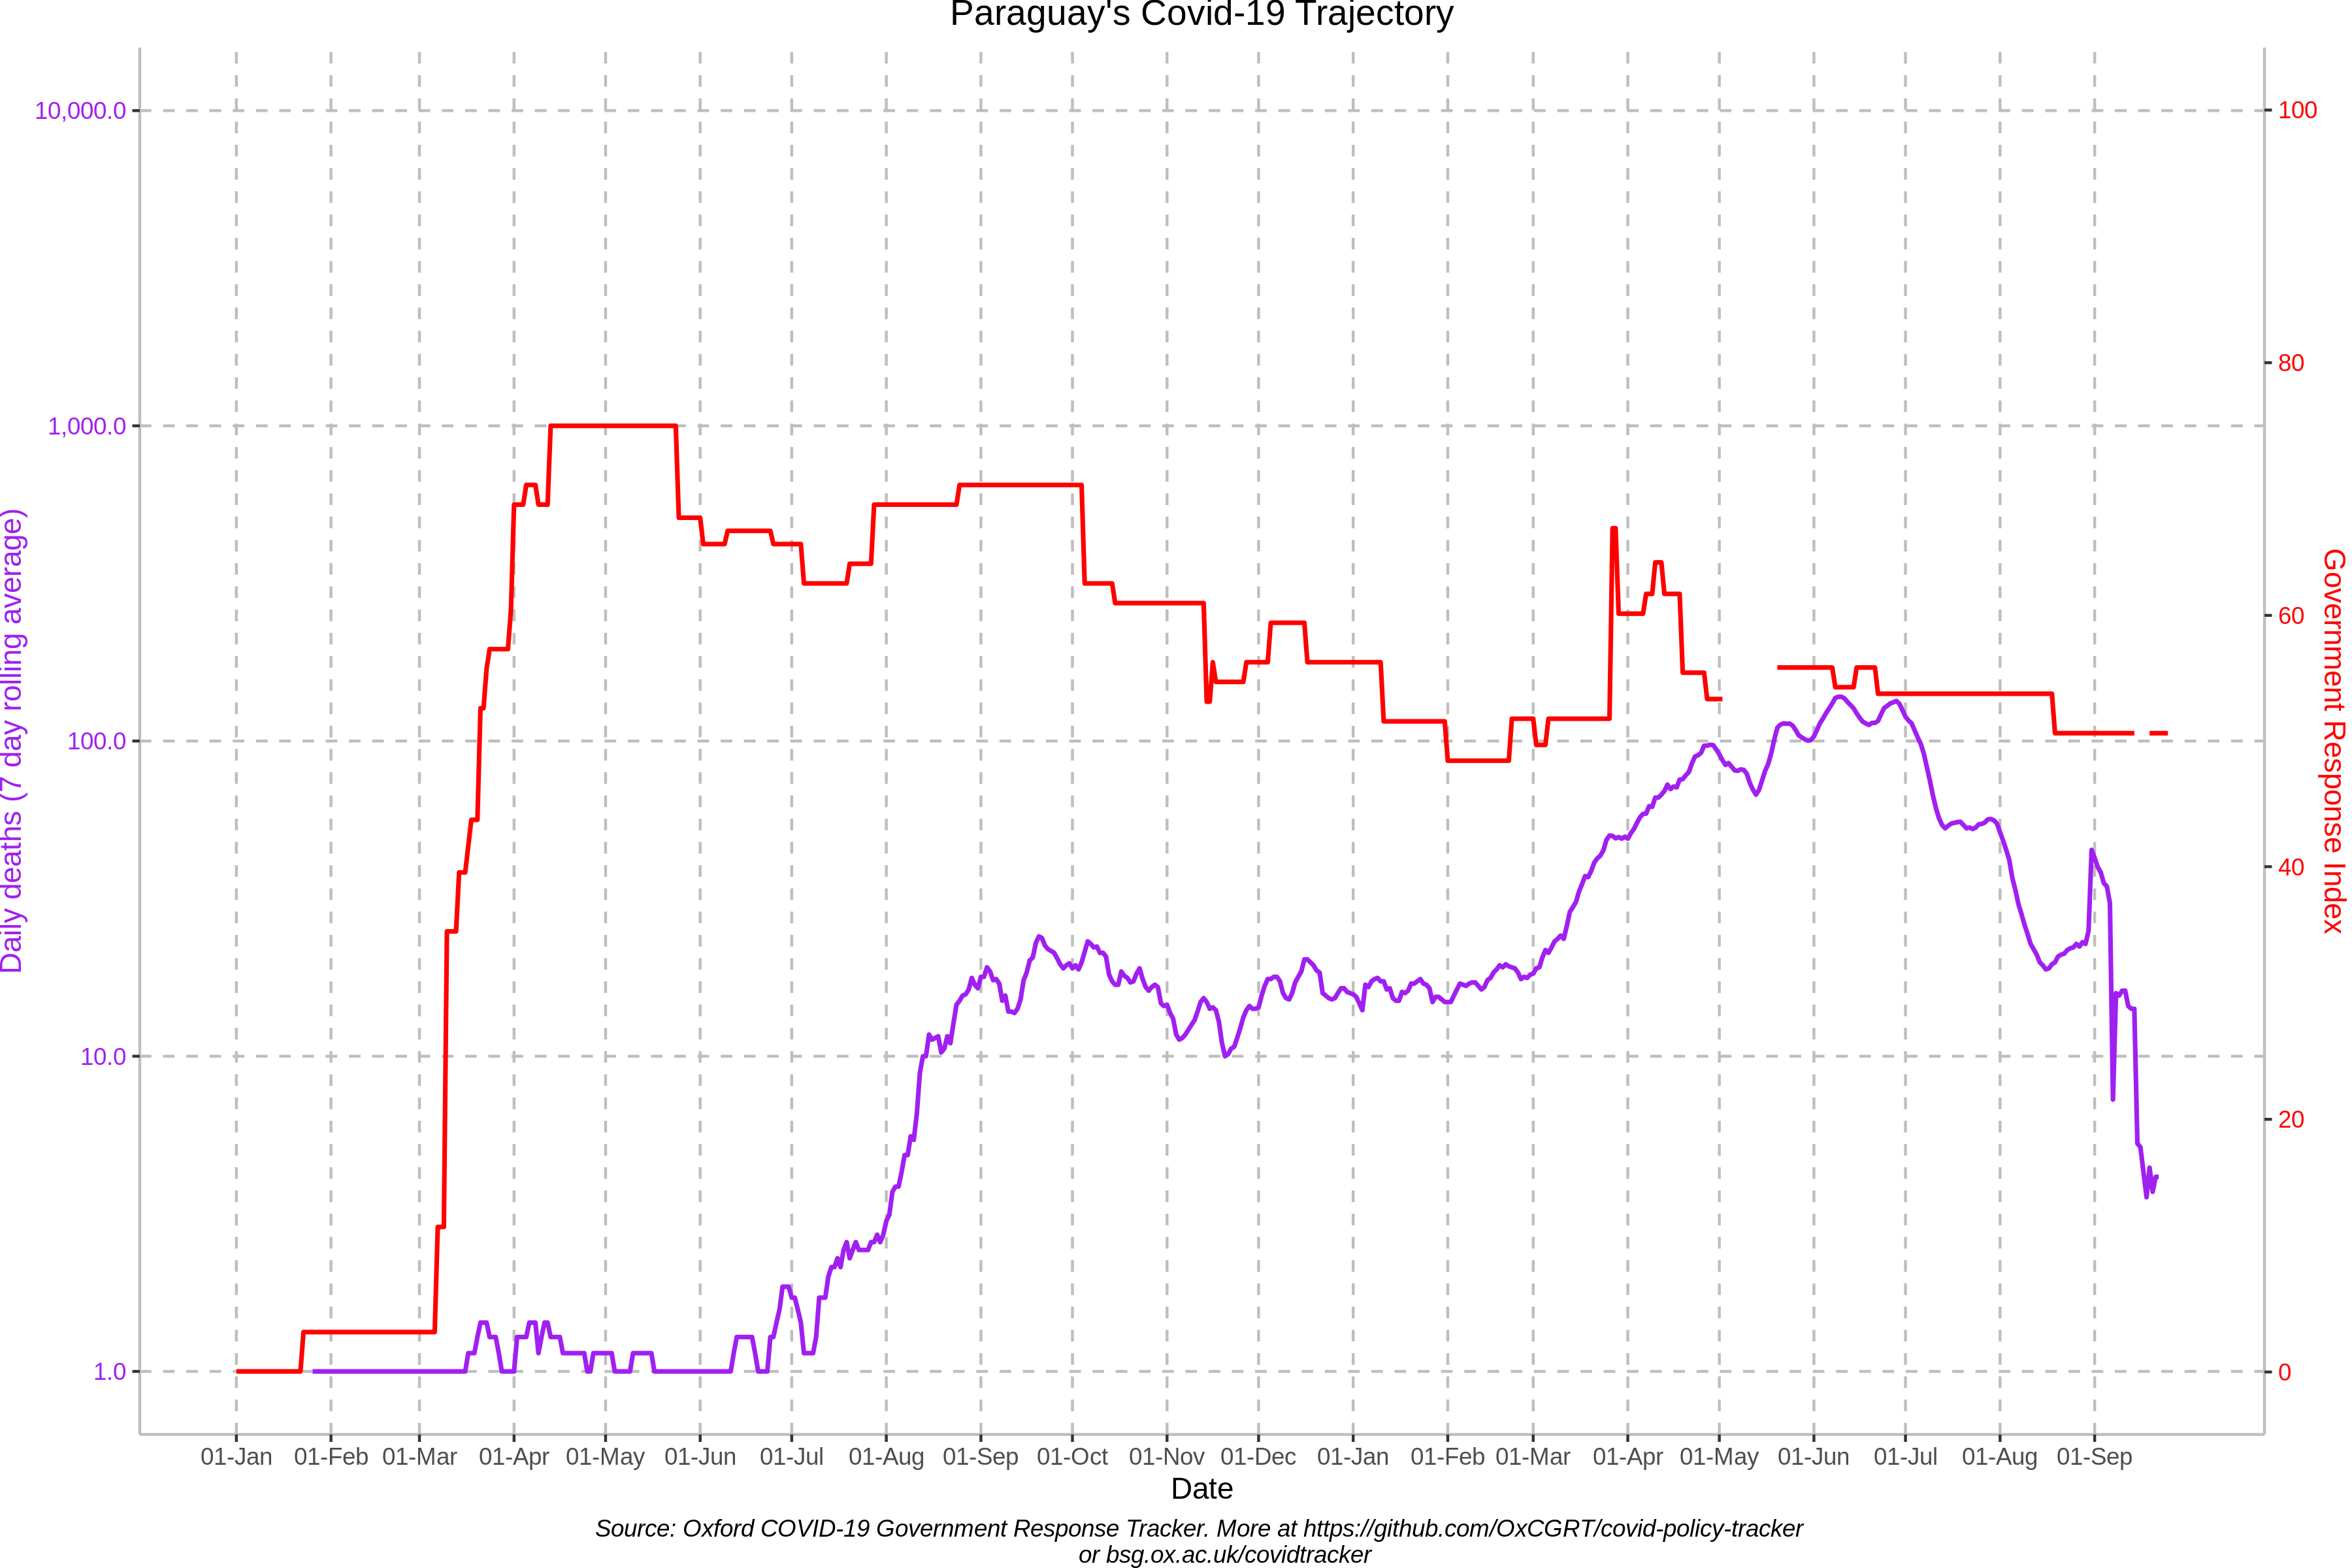 Paraguay's Covid-19 Trajectory
10,000.0
1,000.0
100.0
10.0
1.0
Daily deaths (7 day rolling average)
100
80
60
40
20
0
Government Response Index
01-Jan 01-Feb 01-Mar 01-Apr 01-May 01-Jun 01-Jul 01-Aug 01-Sep 01-Oct 01-Nov 01-Dec 01-Jan 01-Feb 01-Mar 01-Apr 01-May 01-Jun 01-Jul 01-Aug 01-Sep
Date
Source: Oxford COVID-19 Government Response Tracker. More at https://github.com/OxCGRT/covid-policy-tracker
or bsg.ox.ac.uk/covidtracker